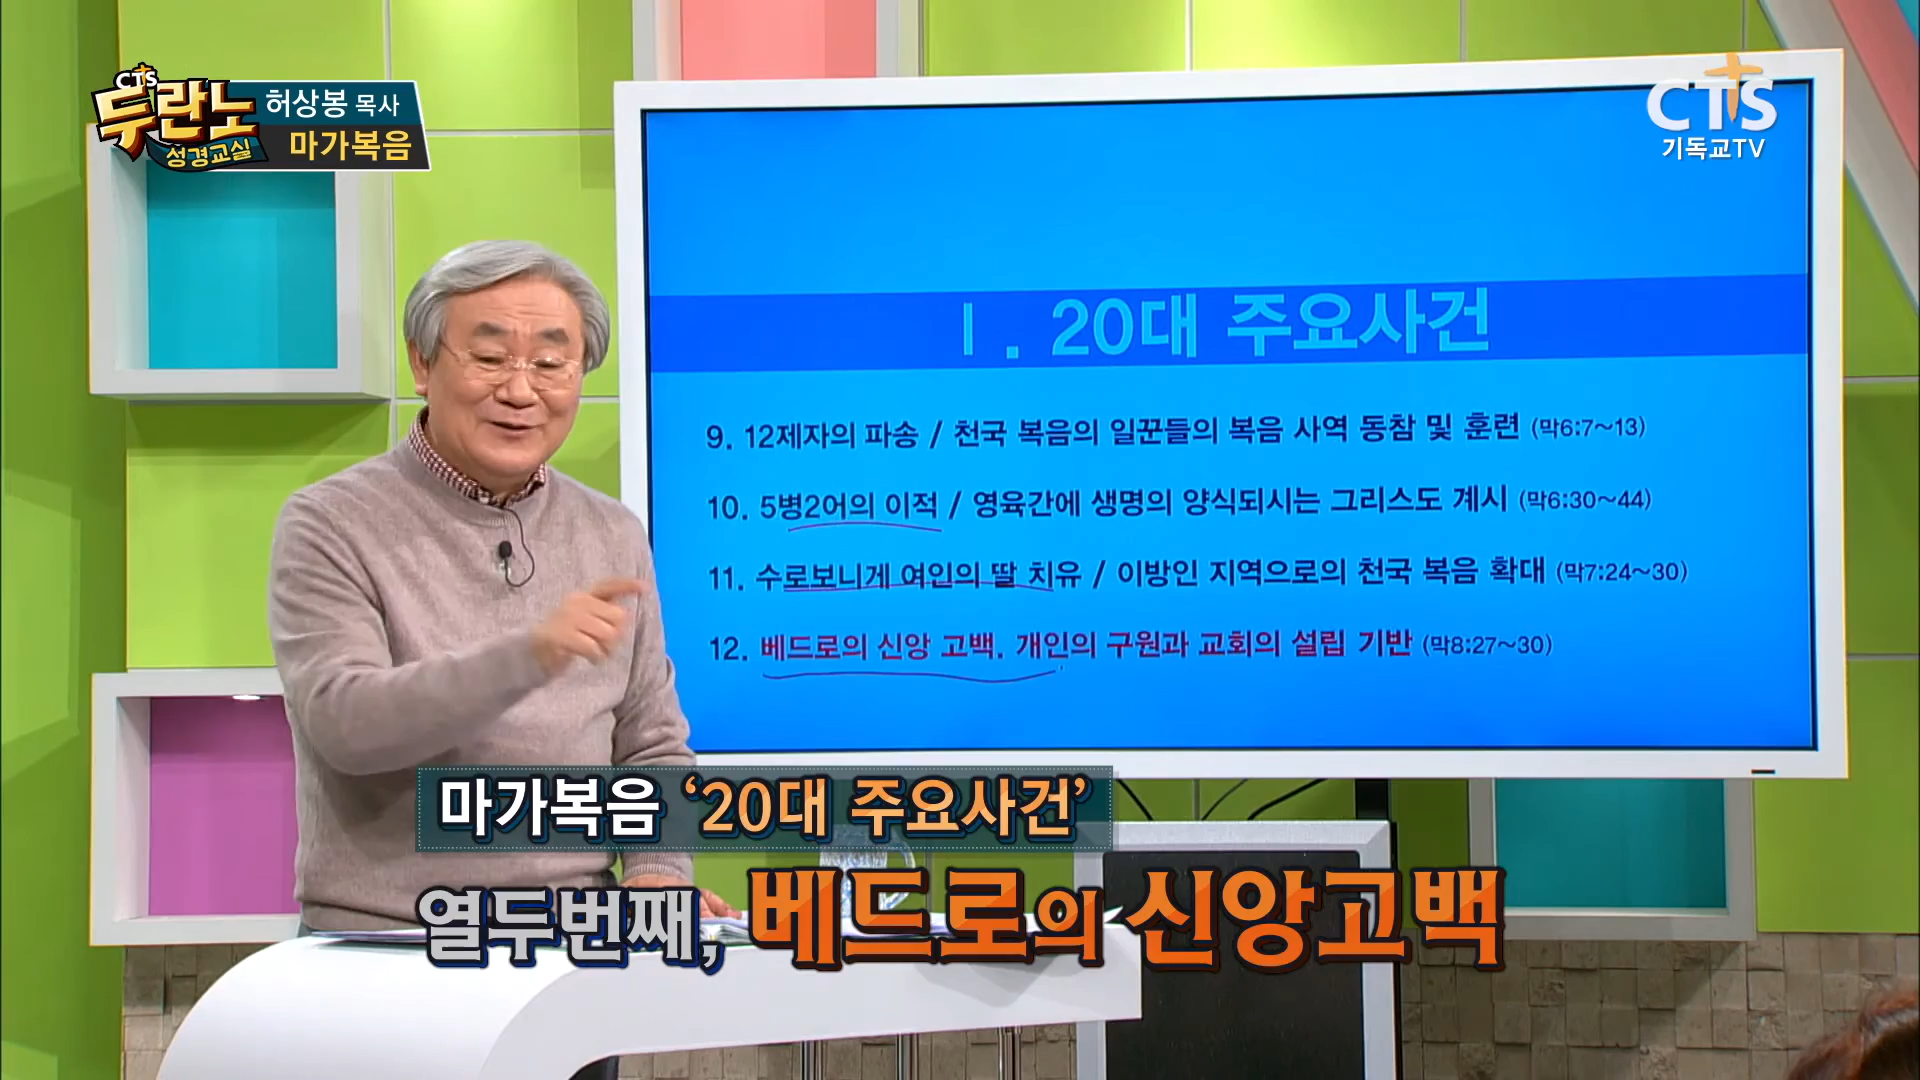 CTS
두란노
성경교실
허상봉 목사
마가복음
CTS
기독교TV
Ⅰ. 20대 주요사건
9. 12제자의 파송 / 천국 복음의 일꾼들의 복음 사역 동참 및 훈련 (막6:7~13)
10. 5병2어의 이적 / 영육간에 생명의 양식되시는 그리스도 계시 (막6:30~44)
11. 수로보니게 여인의 딸 치유 / 이방인 지역으로의 천국 복음 확대 (막7:24~30)
12. 베드로의 신앙 고백. 개인의 구원과 교회의 설립 기반 (막8:27~30)
마가복음 ‘20대 주요사건’
열두번째, 베드로의 신앙고백